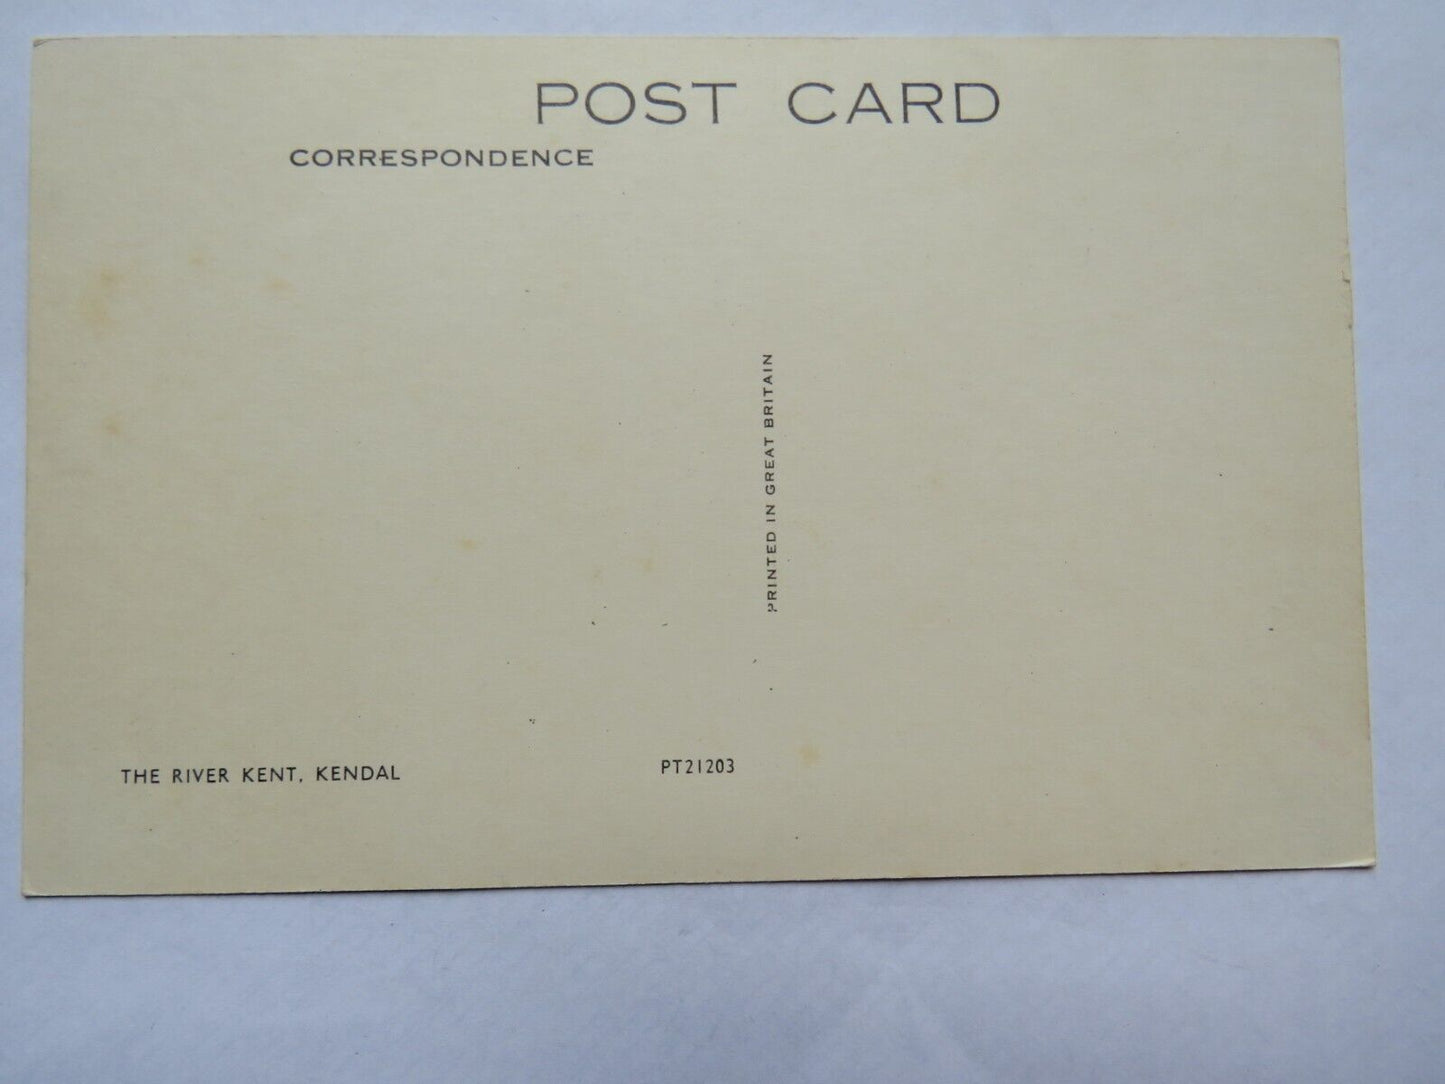 POST CARD
CORRESPONDENCE
PRINTED IN GREAT BRITAIN
THE RIVER KENT, KENDAL
PT21203